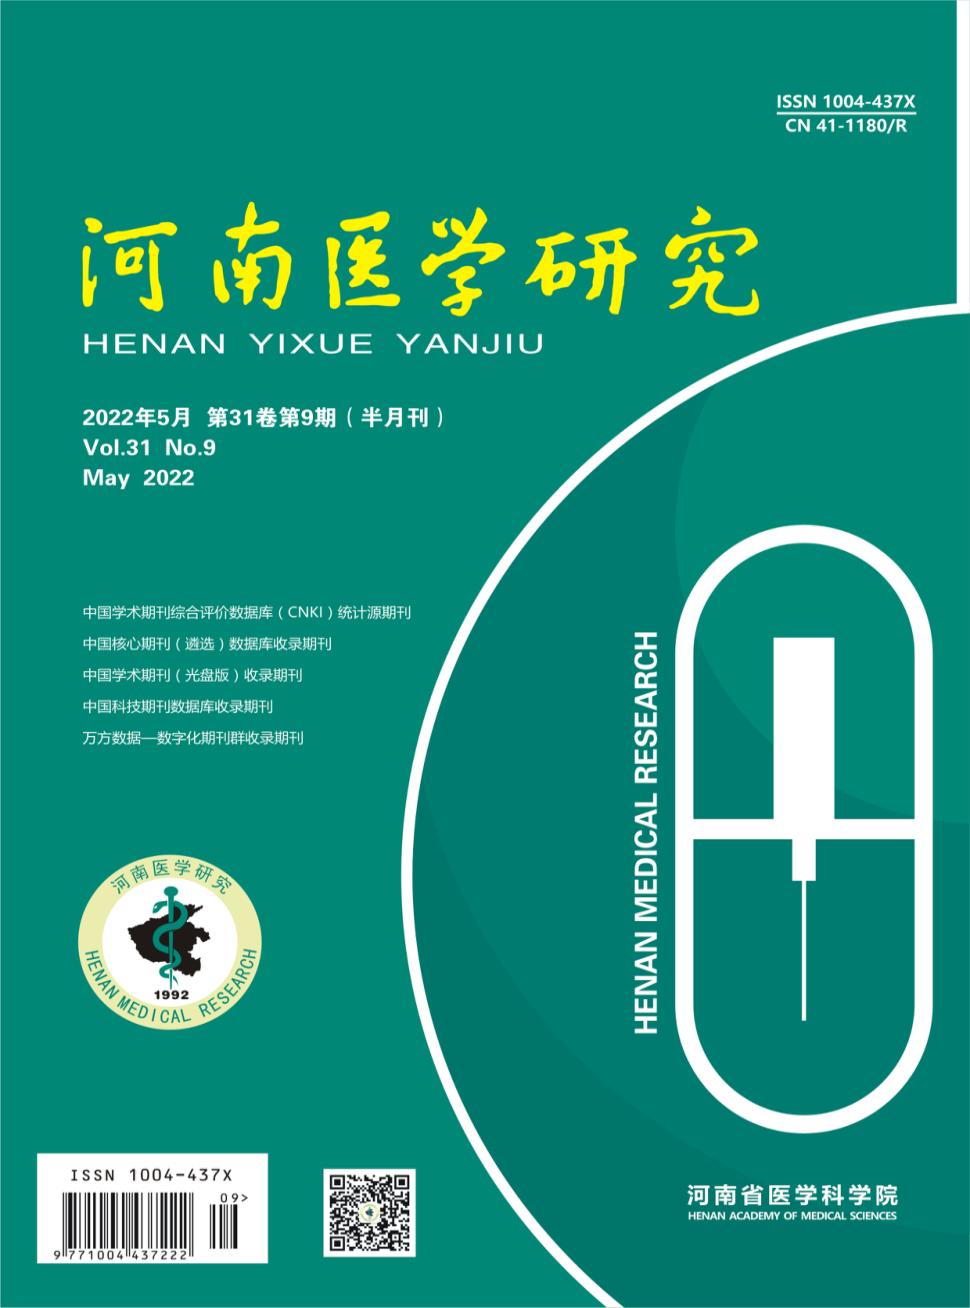 ISSN 1004-437X
CN 41-1180/R
河南医学研究
HENAN YIXUE YANJIU
2022年5月 第31卷第9期（半月刊）
Vol.31 No.9
May 2022
中国学术期刊综合评价数据库（CNKI）统计源期刊
中国核心期刊（遴选）数据库收录期刊
中国学术期刊（光盘版）收录期刊
中国科技期刊数据库收录期刊
万方数据—数字化期刊群收录期刊
HENAN MEDICAL RESEARCH
河南医学研究
1992
HENAN MEDICAL RESEARCH
ISSN 1004-437X
09>
9 771004 437222
河南省医学科学院
HENAN ACADEMY OF MEDICAL SCIENCES